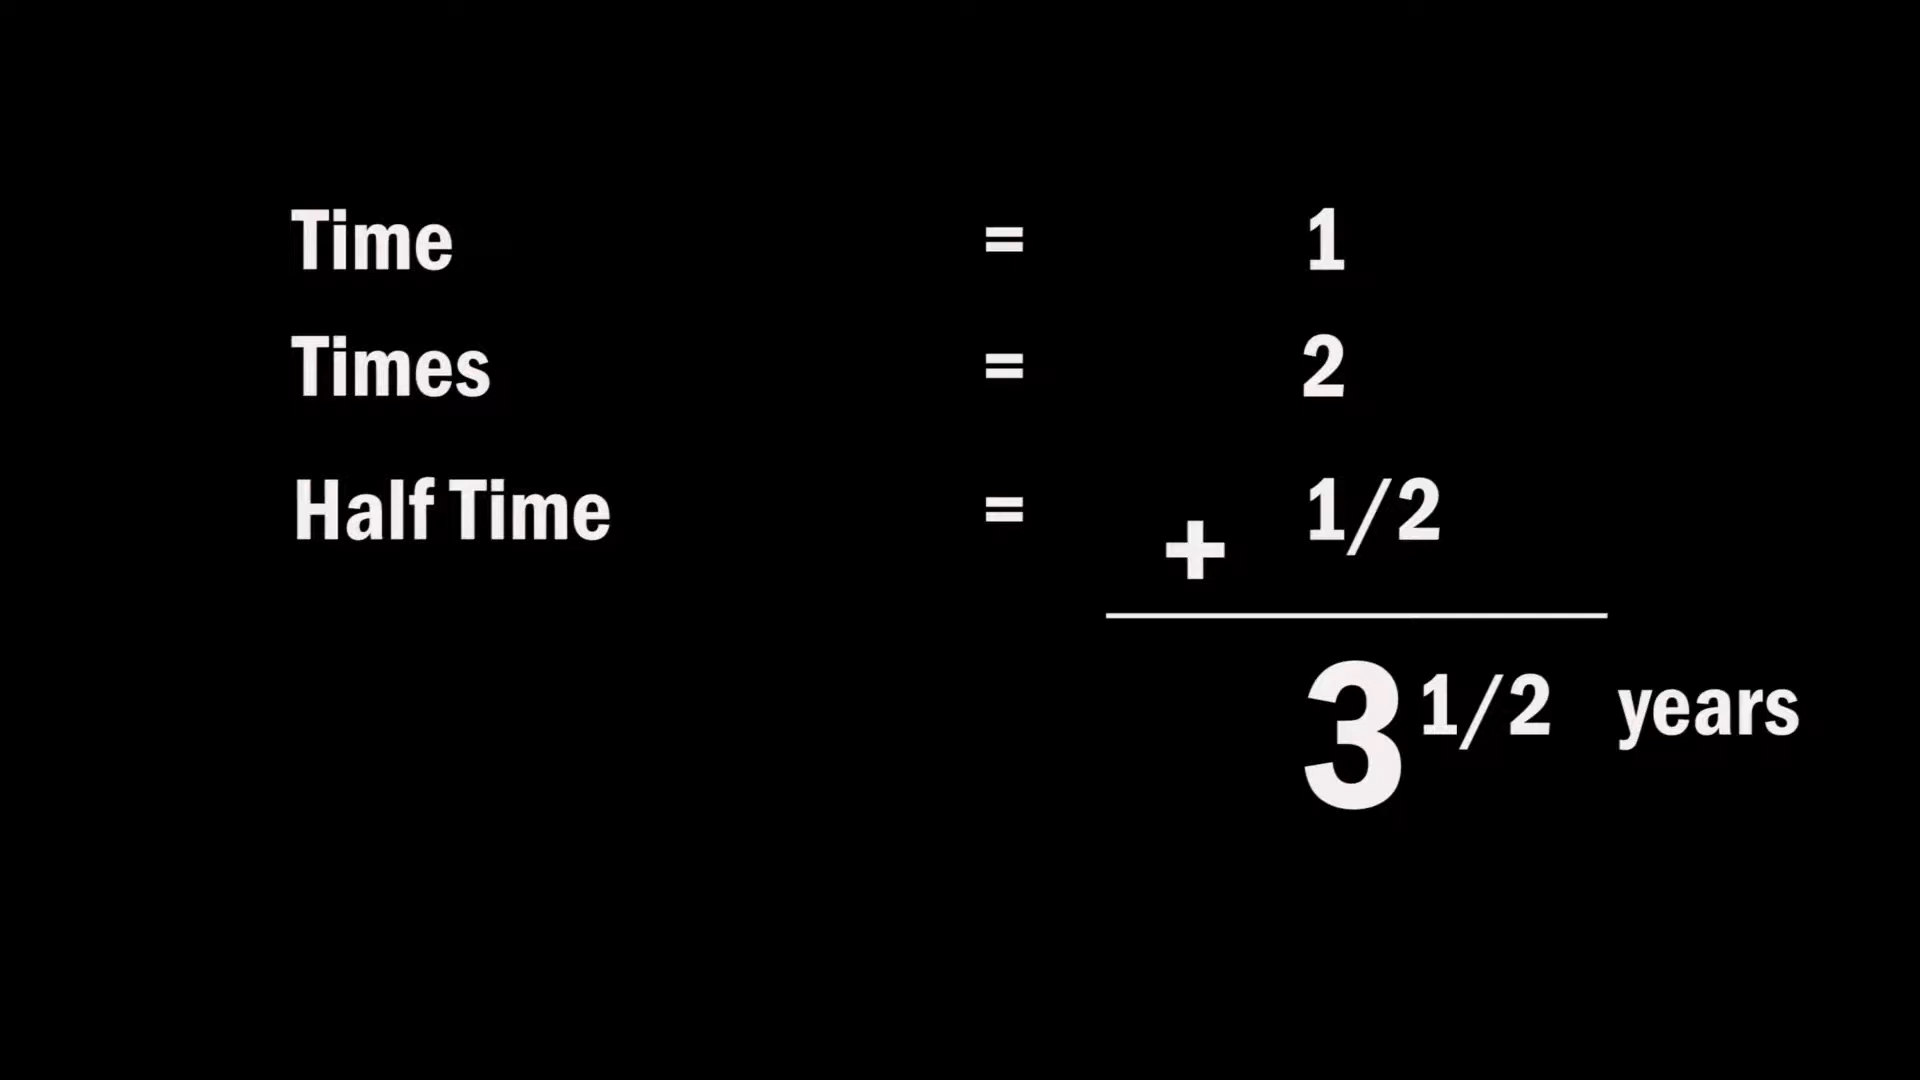 Time = 1
Times = 2
Half Time = + 1/2
3 1/2 years